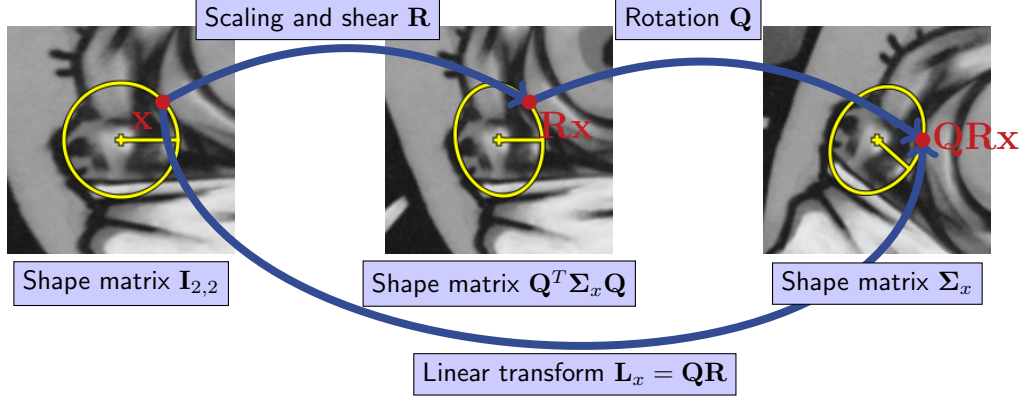 Scaling and shear R
Rotation Q
x
Rx
QRx
Shape matrix I₂,₂
Shape matrix QᵀΣₓQ
Shape matrix Σₓ
Linear transform Lₓ = QR